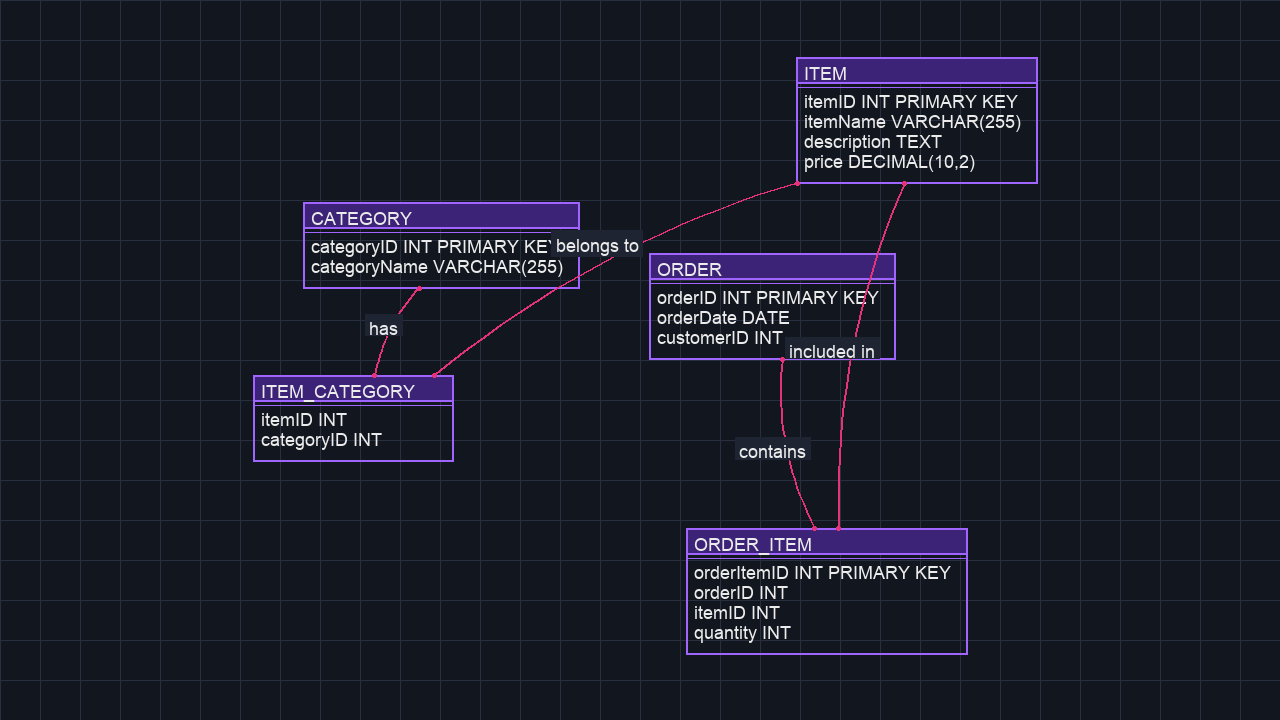 ITEM
itemID INT PRIMARY KEY
itemName VARCHAR(255)
description TEXT
price DECIMAL(10,2)
CATEGORY
categoryID INT PRIMARY KEY
categoryName VARCHAR(255)
belongs to
ORDER
orderID INT PRIMARY KEY
orderDate DATE
customerID INT
included in
has
ITEM_CATEGORY
itemID INT
categoryID INT
contains
ORDER_ITEM
orderItemID INT PRIMARY KEY
orderID INT
itemID INT
quantity INT